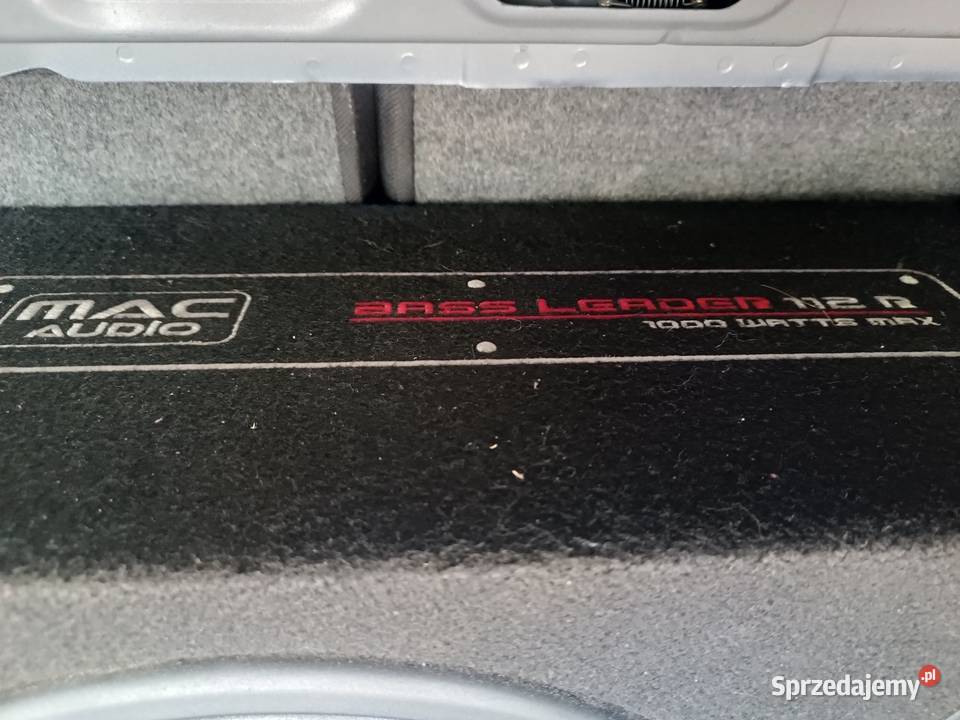 MAC
AUDIO
BASS LEADER 112 R
1000 WATTS MAX
Sprzedajemy.pl